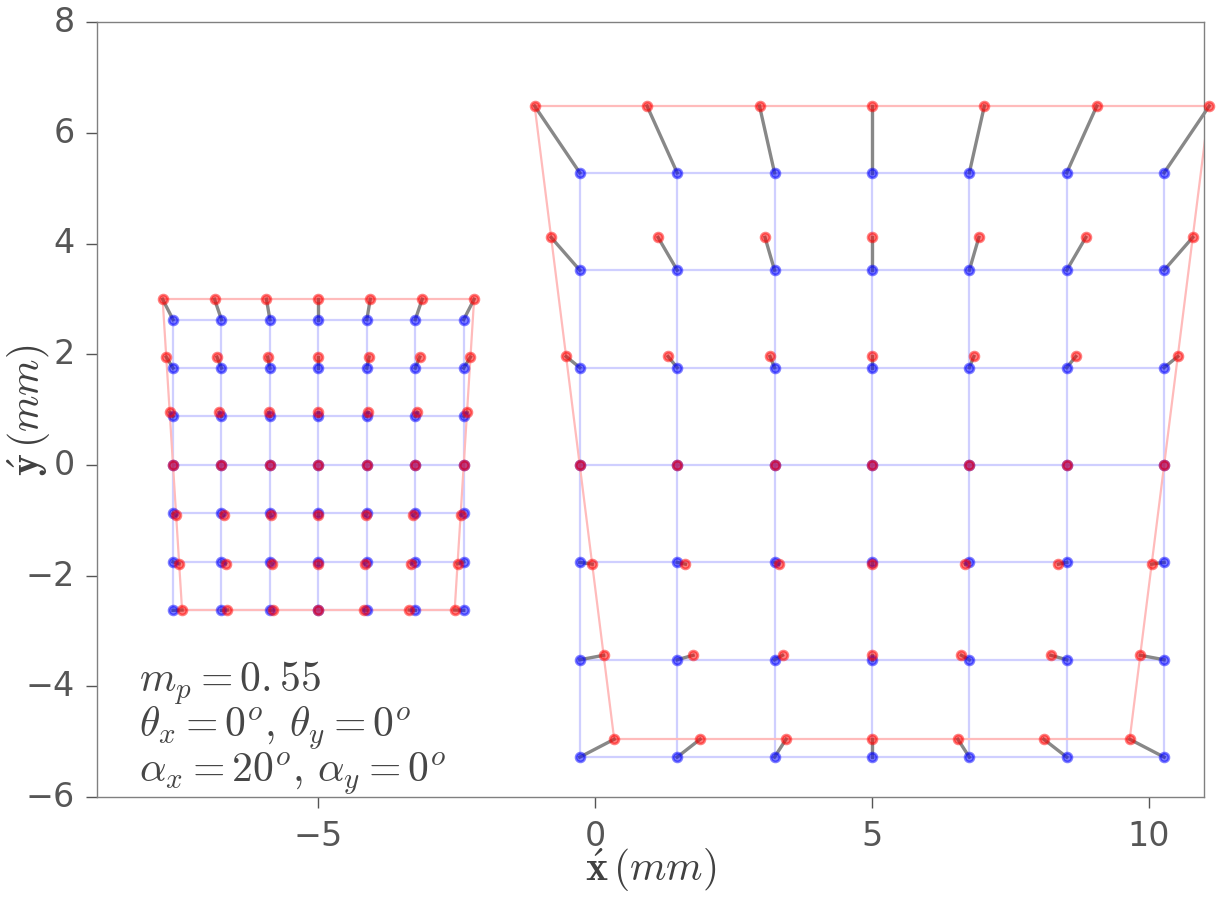 8
6
4
2
0
−2
−4
−6
ý (mm)
m_p = 0.55
θ_x = 0^o, θ_y = 0^o
α_x = 20^o, α_y = 0^o
−5 0 5 10
x́ (mm)